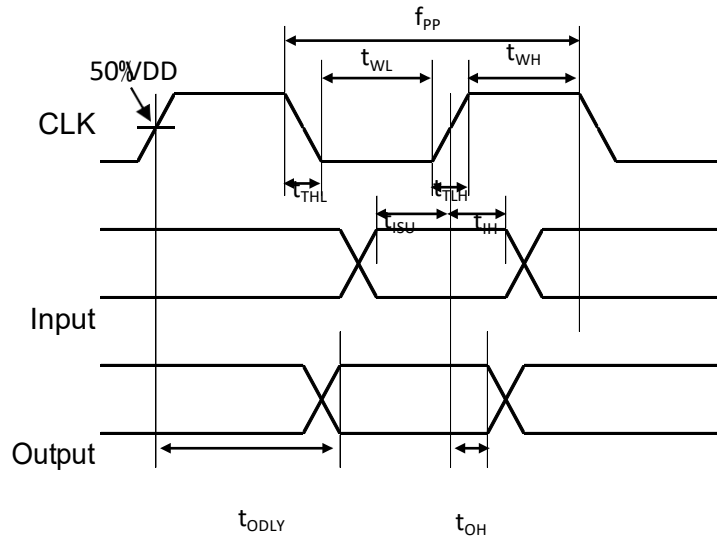 fPP
tWL
tWH
50%VDD
CLK
tTHL
tTLH
tISU
tIH
Input
Output
tODLY
tOH